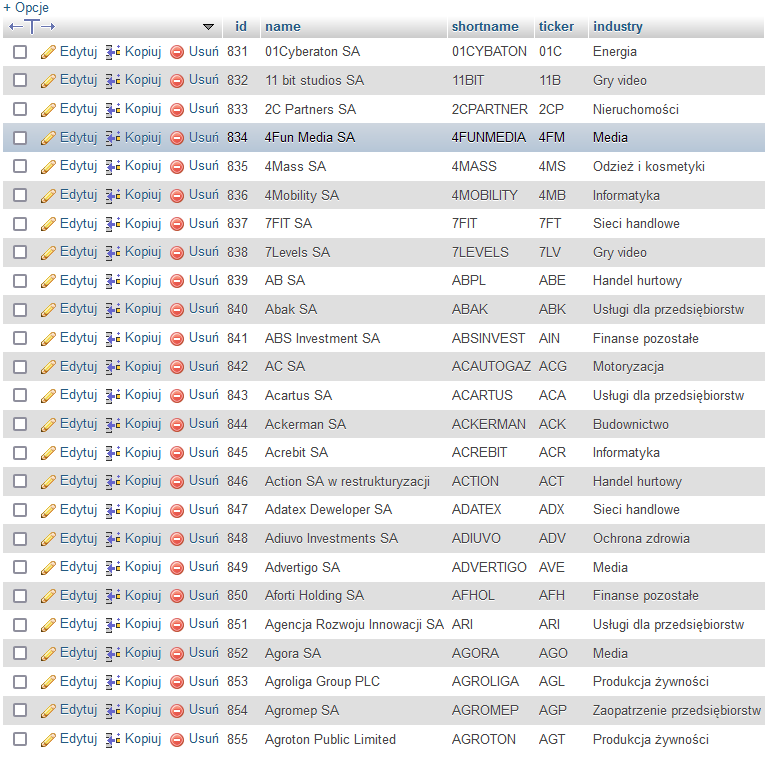 + Opcje
←T→ id name shortname ticker industry
Edytuj Kopiuj Usuń 831 01Cyberaton SA 01CYBATON 01C Energia
Edytuj Kopiuj Usuń 832 11 bit studios SA 11BIT 11B Gry video
Edytuj Kopiuj Usuń 833 2C Partners SA 2CPARTNER 2CP Nieruchomości
Edytuj Kopiuj Usuń 834 4Fun Media SA 4FUNMEDIA 4FM Media
Edytuj Kopiuj Usuń 835 4Mass SA 4MASS 4MS Odzież i kosmetyki
Edytuj Kopiuj Usuń 836 4Mobility SA 4MOBILITY 4MB Informatyka
Edytuj Kopiuj Usuń 837 7FIT SA 7FIT 7FT Sieci handlowe
Edytuj Kopiuj Usuń 838 7Levels SA 7LEVELS 7LV Gry video
Edytuj Kopiuj Usuń 839 AB SA ABPL ABE Handel hurtowy
Edytuj Kopiuj Usuń 840 Abak SA ABAK ABK Usługi dla przedsiębiorstw
Edytuj Kopiuj Usuń 841 ABS Investment SA ABSINVEST AIN Finanse pozostałe
Edytuj Kopiuj Usuń 842 AC SA ACAUTOGAZ ACG Motoryzacja
Edytuj Kopiuj Usuń 843 Acartus SA ACARTUS ACA Usługi dla przedsiębiorstw
Edytuj Kopiuj Usuń 844 Ackerman SA ACKERMAN ACK Budownictwo
Edytuj Kopiuj Usuń 845 Acrebit SA ACREBIT ACR Informatyka
Edytuj Kopiuj Usuń 846 Action SA w restrukturyzacji ACTION ACT Handel hurtowy
Edytuj Kopiuj Usuń 847 Adatex Deweloper SA ADATEX ADX Sieci handlowe
Edytuj Kopiuj Usuń 848 Adiuvo Investments SA ADIUVO ADV Ochrona zdrowia
Edytuj Kopiuj Usuń 849 Advertigo SA ADVERTIGO AVE Media
Edytuj Kopiuj Usuń 850 Aforti Holding SA AFHOL AFH Finanse pozostałe
Edytuj Kopiuj Usuń 851 Agencja Rozwoju Innowacji SA ARI ARI Usługi dla przedsiębiorstw
Edytuj Kopiuj Usuń 852 Agora SA AGORA AGO Media
Edytuj Kopiuj Usuń 853 Agroliga Group PLC AGROLIGA AGL Produkcja żywności
Edytuj Kopiuj Usuń 854 Agromep SA AGROMEP AGP Zaopatrzenie przedsiębiorstw
Edytuj Kopiuj Usuń 855 Agroton Public Limited AGROTON AGT Produkcja żywności